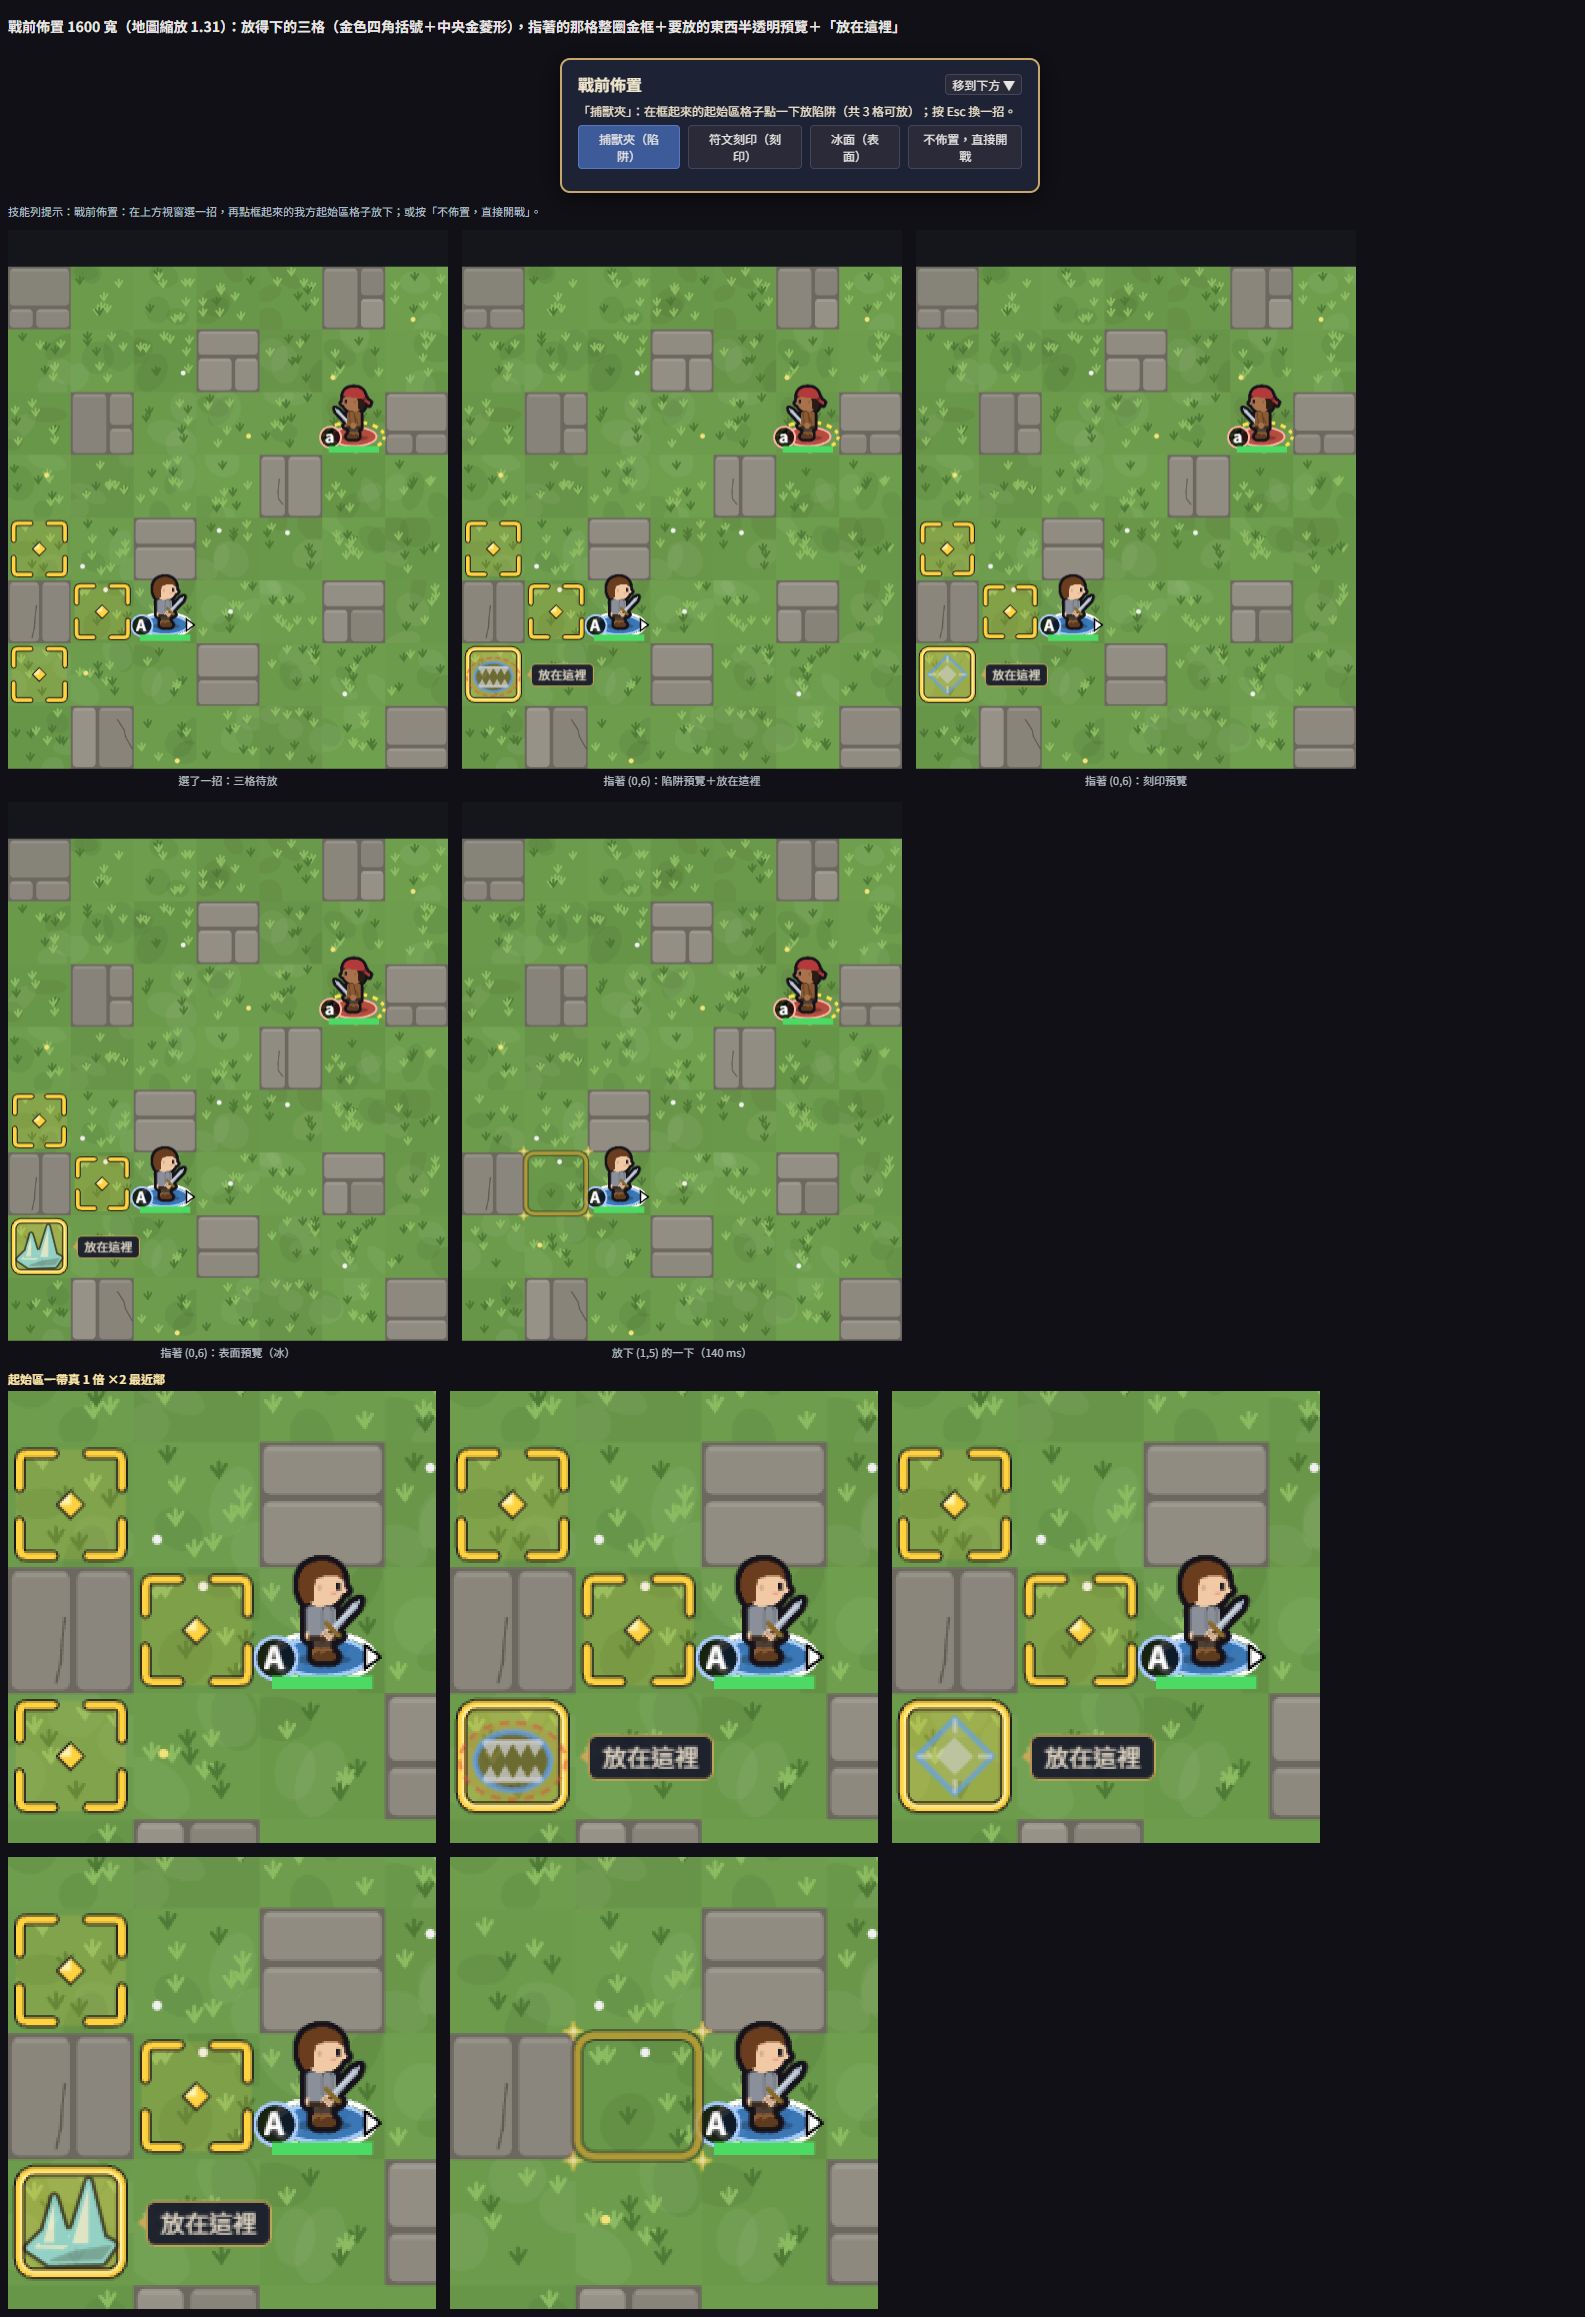 戰前佈置 1600 寬（地圖縮放 1.31）：放得下的三格（金色四角括號＋中央金菱形），指著的那格整圈金框＋要放的東西半透明預覽＋「放在這裡」
戰前佈置
移到下方▼
「捕獸夾」：在框起來的起始區格子點一下放陷阱（共 3 格可放）；按 Esc 換一招。
捕獸夾（陷
阱）
符文刻印（刻
印）
冰面（表
面）
不佈置，直接開
戰
技能列提示：戰前佈置：在上方視窗選一招，再點框起來的我方起始區格子放下；或按「不佈置，直接開戰」。
a
a
a
A
A
A
放在這裡
放在這裡
選了一招：三格待放
指著 (0,6)：陷阱預覽＋放在這裡
指著 (0,6)：刻印預覽
a
a
A
A
放在這裡
指著 (0,6)：表面預覽（冰）
放下 (1,5) 的一下（140 ms）
起始區一帶真 1 倍 ×2 最近鄰
A
A
A
放在這裡
放在這裡
A
A
放在這裡